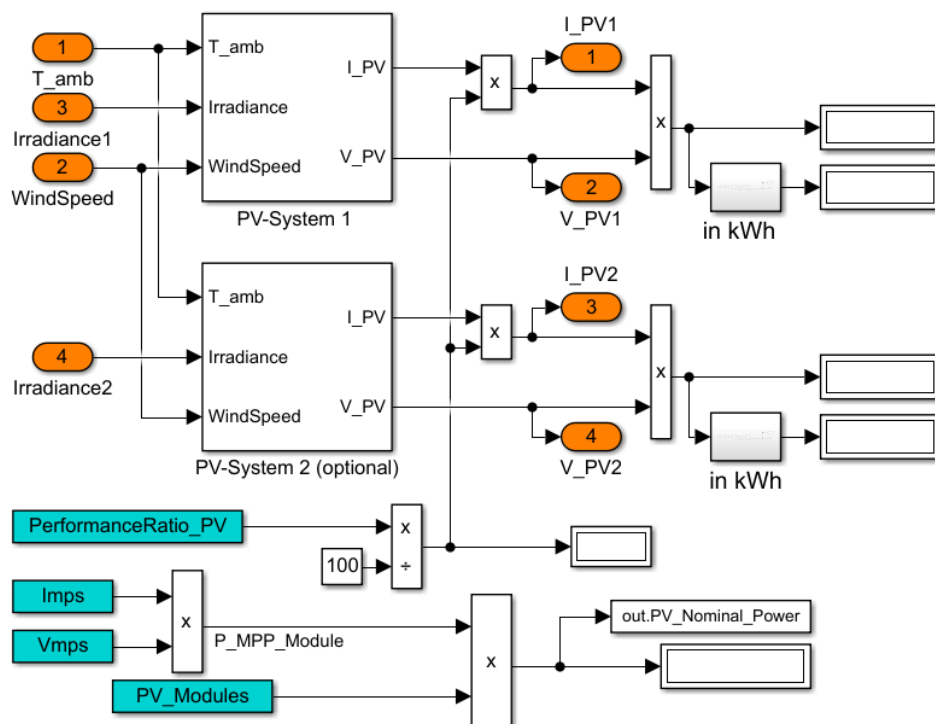 1
T_amb
3
Irradiance1
2
WindSpeed
T_amb
Irradiance
WindSpeed
I_PV
V_PV
PV-System 1
x
I_PV1
1
2
V_PV1
x
in kWh
4
Irradiance2
T_amb
Irradiance
WindSpeed
I_PV
V_PV
PV-System 2 (optional)
x
I_PV2
3
4
V_PV2
x
in kWh
PerformanceRatio_PV
100
x
÷
Imps
Vmps
x
P_MPP_Module
PV_Modules
x
out.PV_Nominal_Power